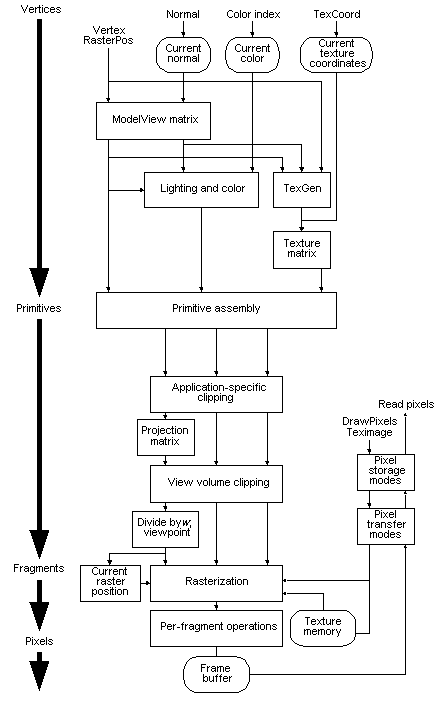 Vertices
Vertex
RasterPos
Normal
Color index
TexCoord
Current
normal
Current
color
Current
texture
coordinates
ModelView matrix
Lighting and color
TexGen
Texture
matrix
Primitives
Primitive assembly
Application-specific
clipping
Read pixels
DrawPixels
TexImage
Projection
matrix
Pixel
storage
modes
View volume clipping
Divide by w,
viewpoint
Pixel
transfer
modes
Fragments
Current
raster
position
Rasterization
Texture
memory
Per-fragment operations
Pixels
Frame
buffer